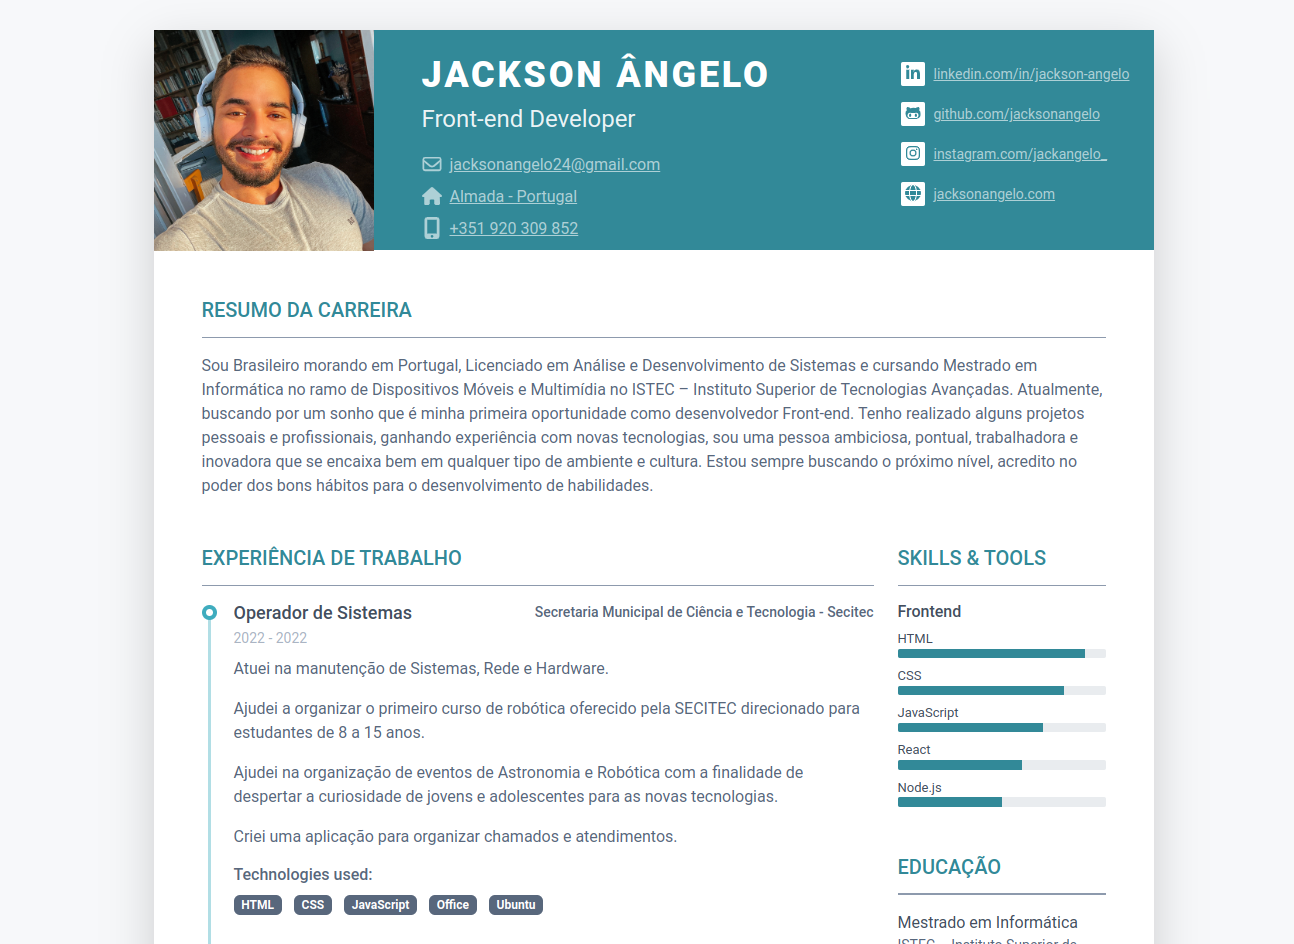 JACKSON ÂNGELO
Front-end Developer
jacksonangelo24@gmail.com
Almada - Portugal
+351 920 309 852
linkedin.com/in/jackson-angelo
github.com/jacksonangelo
instagram.com/jackangelo_
jacksonangelo.com
RESUMO DA CARREIRA
Sou Brasileiro morando em Portugal, Licenciado em Análise e Desenvolvimento de Sistemas e cursando Mestrado em
Informática no ramo de Dispositivos Móveis e Multimídia no ISTEC – Instituto Superior de Tecnologias Avançadas. Atualmente,
buscando por um sonho que é minha primeira oportunidade como desenvolvedor Front-end. Tenho realizado alguns projetos
pessoais e profissionais, ganhando experiência com novas tecnologias, sou uma pessoa ambiciosa, pontual, trabalhadora e
inovadora que se encaixa bem em qualquer tipo de ambiente e cultura. Estou sempre buscando o próximo nível, acredito no
poder dos bons hábitos para o desenvolvimento de habilidades.
EXPERIÊNCIA DE TRABALHO
Operador de Sistemas
Secretaria Municipal de Ciência e Tecnologia - Secitec
2022 - 2022
Atuei na manutenção de Sistemas, Rede e Hardware.
Ajudei a organizar o primeiro curso de robótica oferecido pela SECITEC direcionado para
estudantes de 8 a 15 anos.
Ajudei na organização de eventos de Astronomia e Robótica com a finalidade de
despertar a curiosidade de jovens e adolescentes para as novas tecnologias.
Criei uma aplicação para organizar chamados e atendimentos.
Technologies used:
HTML CSS JavaScript Office Ubuntu
SKILLS & TOOLS
Frontend
HTML
CSS
JavaScript
React
Node.js
EDUCAÇÃO
Mestrado em Informática
ISTEC – Instituto Superior de